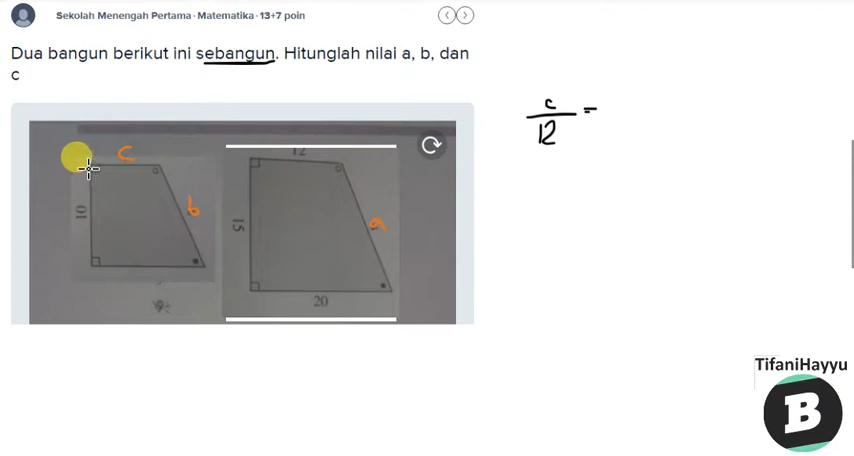 Sekolah Menengah Pertama · Matematika · 13+7 poin
Dua bangun berikut ini sebangun. Hitunglah nilai a, b, dan
c
c
12
10
b
15
a
20
c
12
=
TifaniHayyu
B